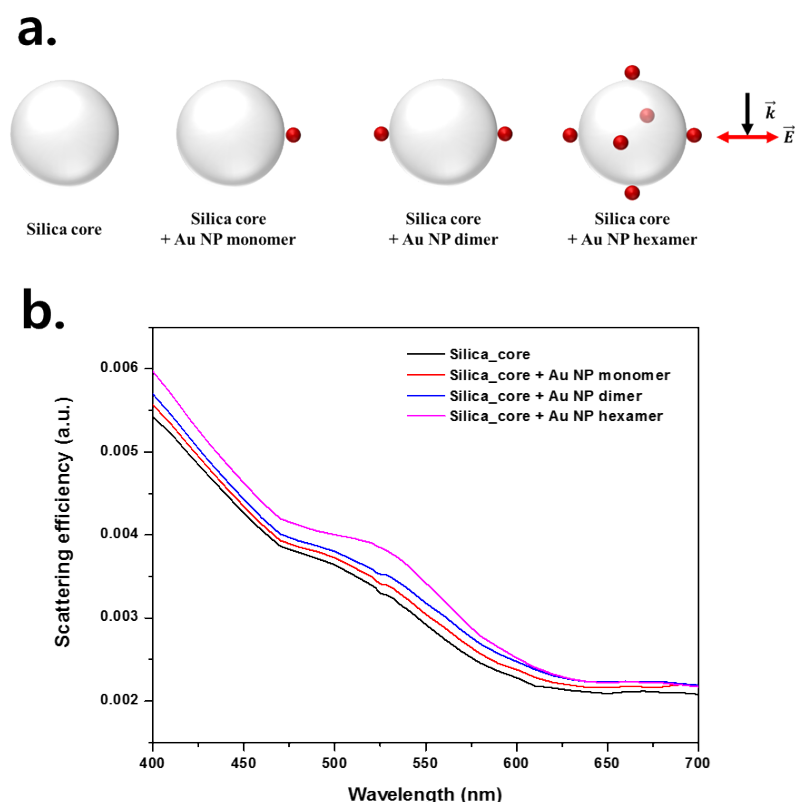 a.
k
E
Silica core
Silica core
+ Au NP monomer
Silica core
+ Au NP dimer
Silica core
+ Au NP hexamer
b.
Silica_core
Silica_core + Au NP monomer
Silica_core + Au NP dimer
Silica_core + Au NP hexamer
Scattering efficiency (a.u.)
0.006
0.005
0.004
0.003
0.002
400
450
500
550
600
650
700
Wavelength (nm)